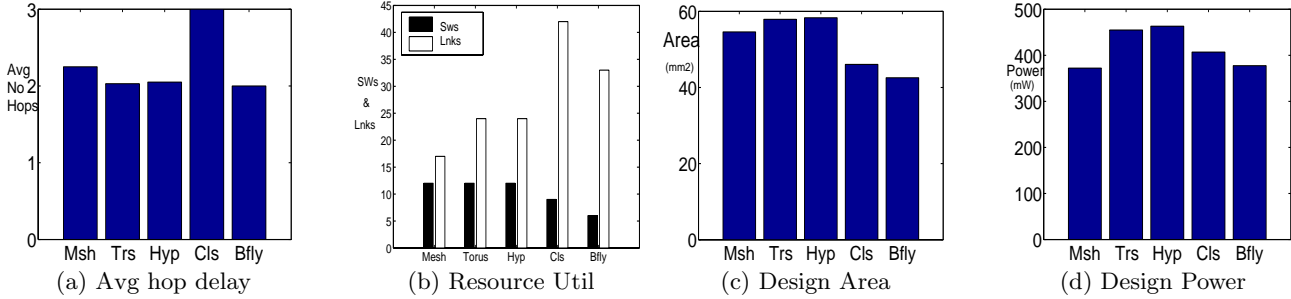 3
2
1
0
Avg
No
Hops
Msh Trs Hyp Cls Bfly
(a) Avg hop delay
45
40
35
30
25
20
15
10
5
0
SWs
&
Lnks
Sws
Lnks
Mesh Torus Hyp Cls Bfly
(b) Resource Util
60
40
20
0
Area
(mm2)
Msh Trs Hyp Cls Bfly
(c) Design Area
500
400
300
200
100
0
Power
(mW)
Msh Trs Hyp Cls Bfly
(d) Design Power